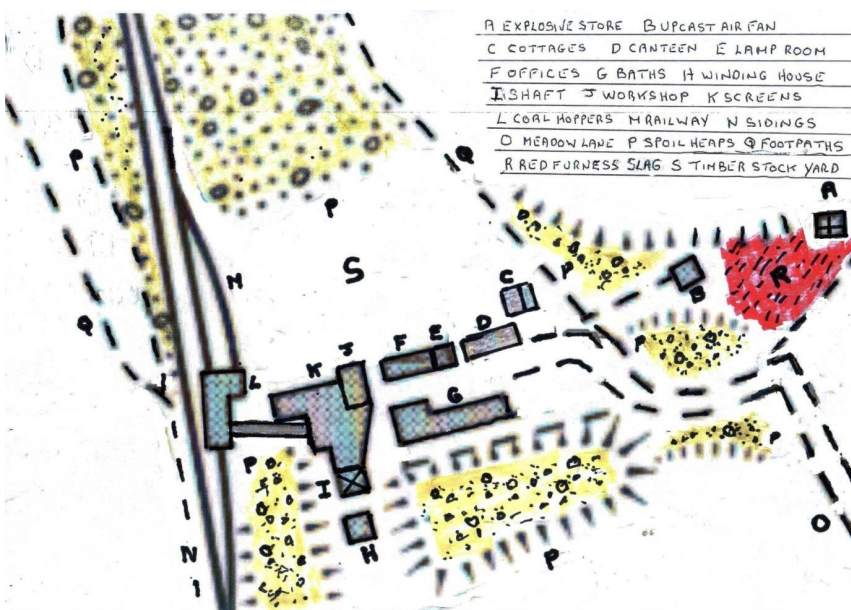 A EXPLOSIVE STORE B UPCAST AIR FAN
C COTTAGES D CANTEEN E LAMP ROOM
F OFFICES G BATHS H WINDING HOUSE
I SHAFT J WORKSHOP K SCREENS
L COAL HOPPERS M RAILWAY N SIDINGS
O MEADOW LANE P SPOIL HEAPS Q FOOTPATHS
R RED FURNESS SLAG S TIMBER STOCK YARD
P
Q
A
P
S
M
C
P
B
R
Q
J
F
E
D
P
L
K
G
P
P
I
N
H
P
O